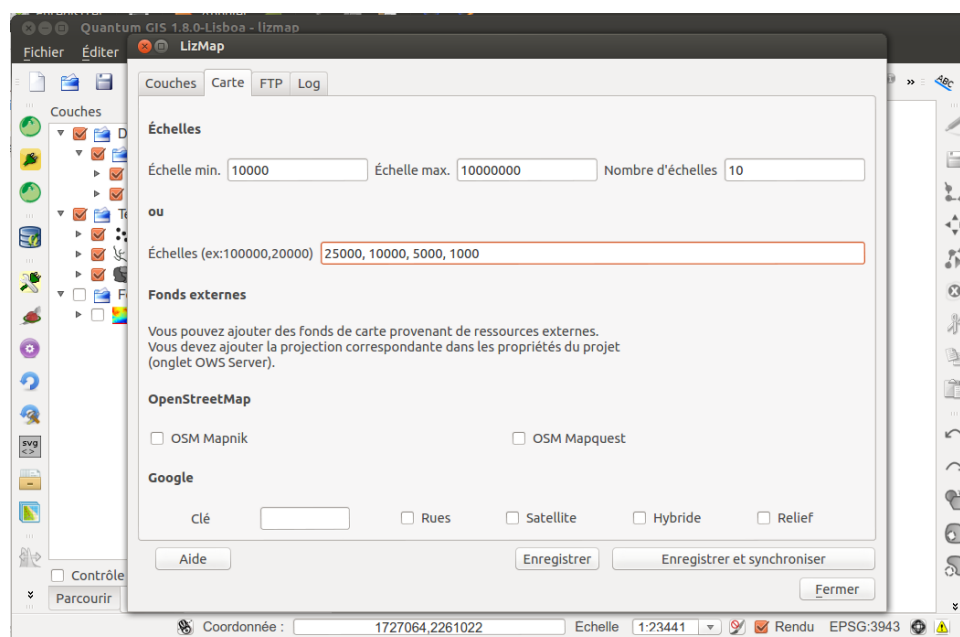 Quantum GIS 1.8.0-Lisboa - lizmap
Fichier Éditer
LizMap
Couches Carte FTP Log
Couches
Échelles
Échelle min. 10000 Échelle max. 10000000 Nombre d'échelles 10
ou
Échelles (ex:100000,20000) 25000, 10000, 5000, 1000
Fonds externes
Vous pouvez ajouter des fonds de carte provenant de ressources externes.
Vous devez ajouter la projection correspondante dans les propriétés du projet
(onglet OWS Server).
OpenStreetMap
OSM Mapnik OSM Mapquest
Google
Clé Rues Satellite Hybride Relief
Aide Enregistrer Enregistrer et synchroniser
Fermer
Contrôle
Parcourir
Coordonnée : 1727064,2261022 Echelle 1:23441 Rendu EPSG:3943
svg
ABC